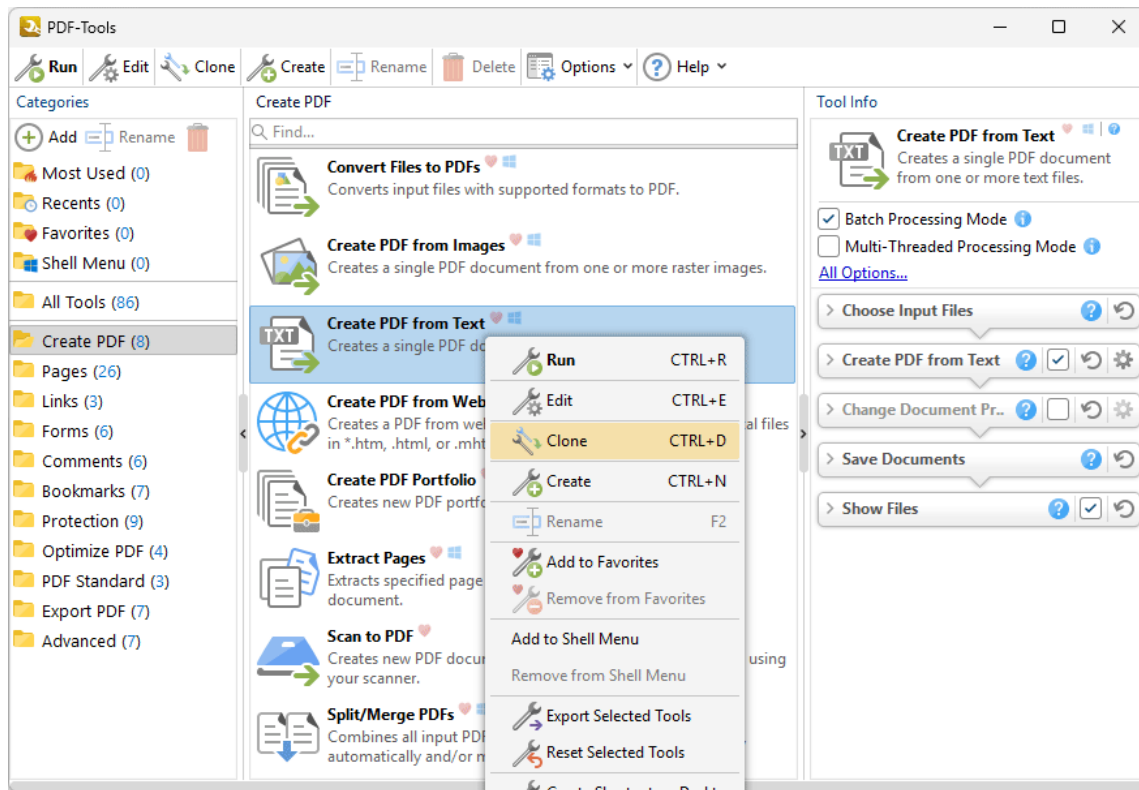 PDF-Tools
Run Edit Clone Create Rename Delete Options Help
Categories
Add Rename
Most Used (0)
Recents (0)
Favorites (0)
Shell Menu (0)
All Tools (86)
Create PDF (8)
Pages (26)
Links (3)
Forms (6)
Comments (6)
Bookmarks (7)
Protection (9)
Optimize PDF (4)
PDF Standard (3)
Export PDF (7)
Advanced (7)
Create PDF
Find...
Convert Files to PDFs
Converts input files with supported formats to PDF.
Create PDF from Images
Creates a single PDF document from one or more raster images.
TXT
Create PDF from Text
Creates a single PDF
Create PDF from Web
Creates a PDF from al files
in *.htm, .html, or .mht
Create PDF Portfolio
Creates new PDF
Extract Pages
Extracts specified page
document.
Scan to PDF
Creates new PDF using
your scanner.
Split/Merge PDFs
Combines all input
automatically and/or
Run CTRL+R
Edit CTRL+E
Clone CTRL+D
Create CTRL+N
Rename F2
Add to Favorites
Remove from Favorites
Add to Shell Menu
Remove from Shell Menu
Export Selected Tools
Reset Selected Tools
Tool Info
TXT
Create PDF from Text
Creates a single PDF document
from one or more text files.
Batch Processing Mode
Multi-Threaded Processing Mode
All Options...
Choose Input Files
Create PDF from Text
Change Document Pr..
Save Documents
Show Files